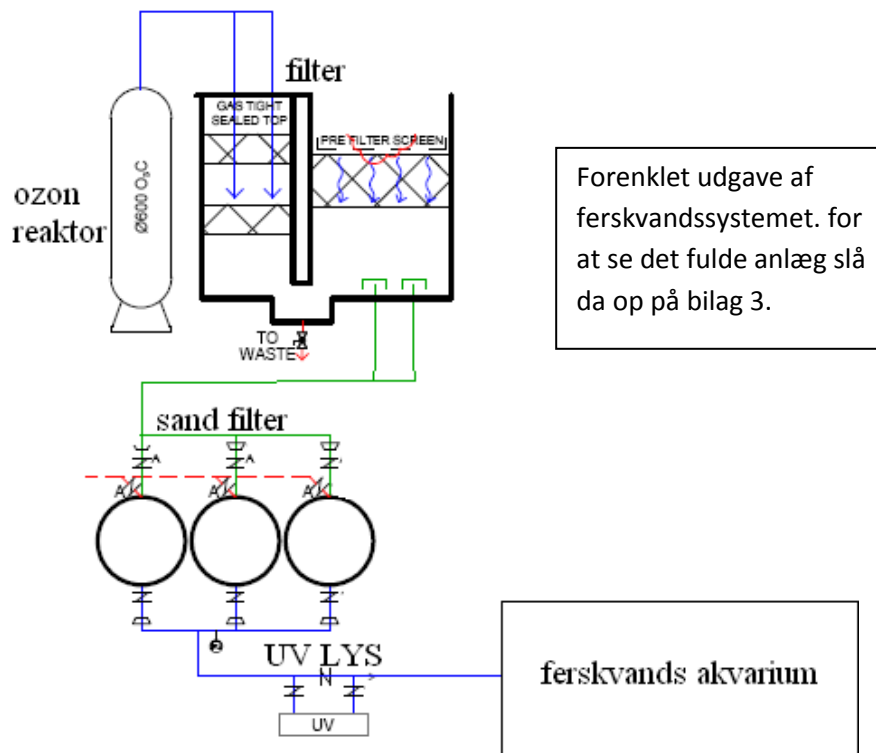 filter
GAS TIGHT
SEALED TOP
PRE FILTER SCREEN
Ø600 O₃C
ozon
reaktor
Forenklet udgave af
ferskvandssystemet. for
at se det fulde anlæg slå
da op på bilag 3.
TO
WASTE
sand filter
A
A
A
A
A
UV LYS
ferskvands akvarium
UV